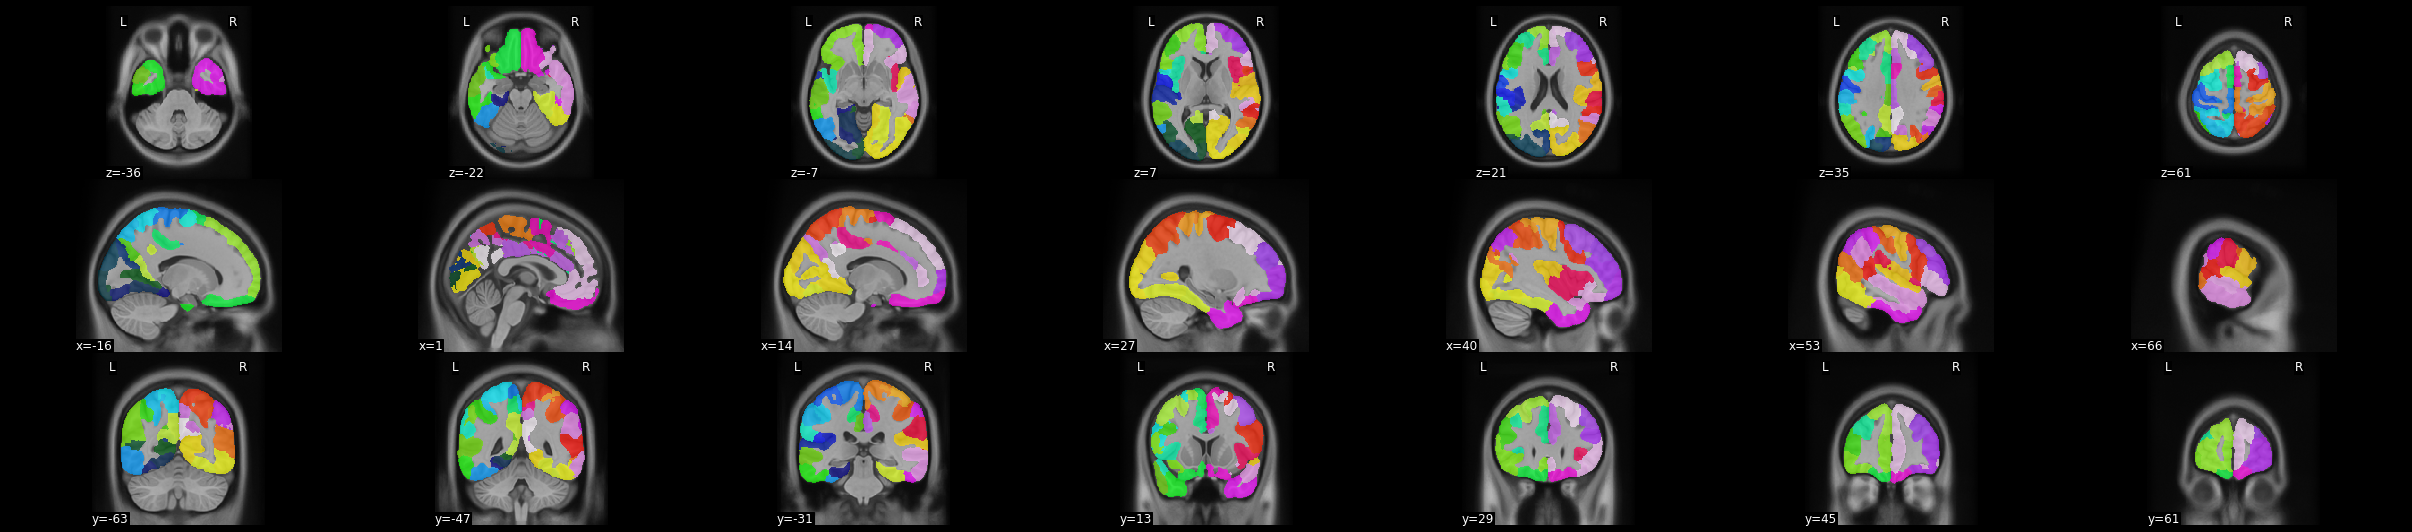 L R L R L R L R L R L R L R
z=-36 z=-22 z=-7 z=7 z=21 z=35 z=61
x=-16 x=1 x=14 x=27 x=40 x=53 x=66
L R L R L R L R L R L R L R
y=-63 y=-47 y=-31 y=13 y=29 y=45 y=61